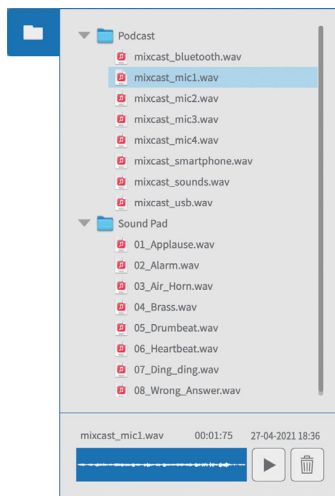 Podcast
mixcast_bluetooth.wav
mixcast_mic1.wav
mixcast_mic2.wav
mixcast_mic3.wav
mixcast_mic4.wav
mixcast_smartphone.wav
mixcast_sounds.wav
mixcast_usb.wav
Sound Pad
01_Applause.wav
02_Alarm.wav
03_Air_Horn.wav
04_Brass.wav
05_Drumbeat.wav
06_Heartbeat.wav
07_Ding_ding.wav
08_Wrong_Answer.wav
mixcast_mic1.wav 00:01:75 27-04-2021 18:36